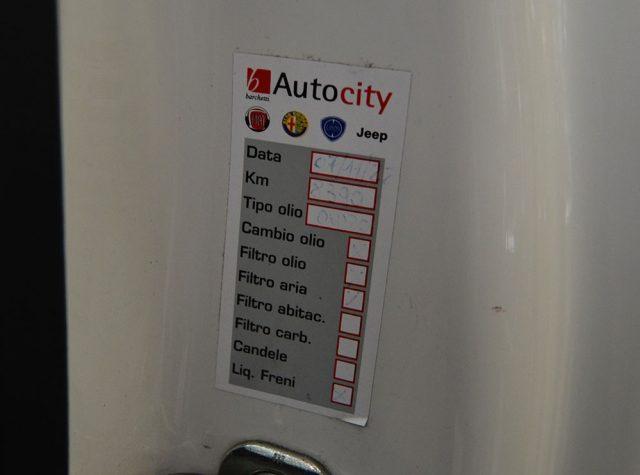 b Autocity
barchetti
Jeep
Data
Km
Tipo olio
Cambio olio
Filtro olio
Filtro aria
Filtro abitac.
Filtro carb.
Candele
Liq. Freni